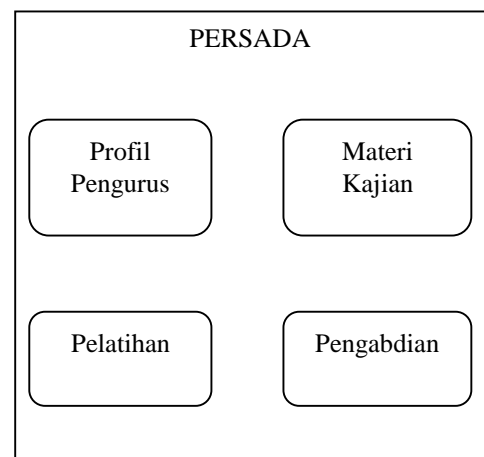 PERSADA
Profil
Pengurus
Materi
Kajian
Pelatihan
Pengabdian